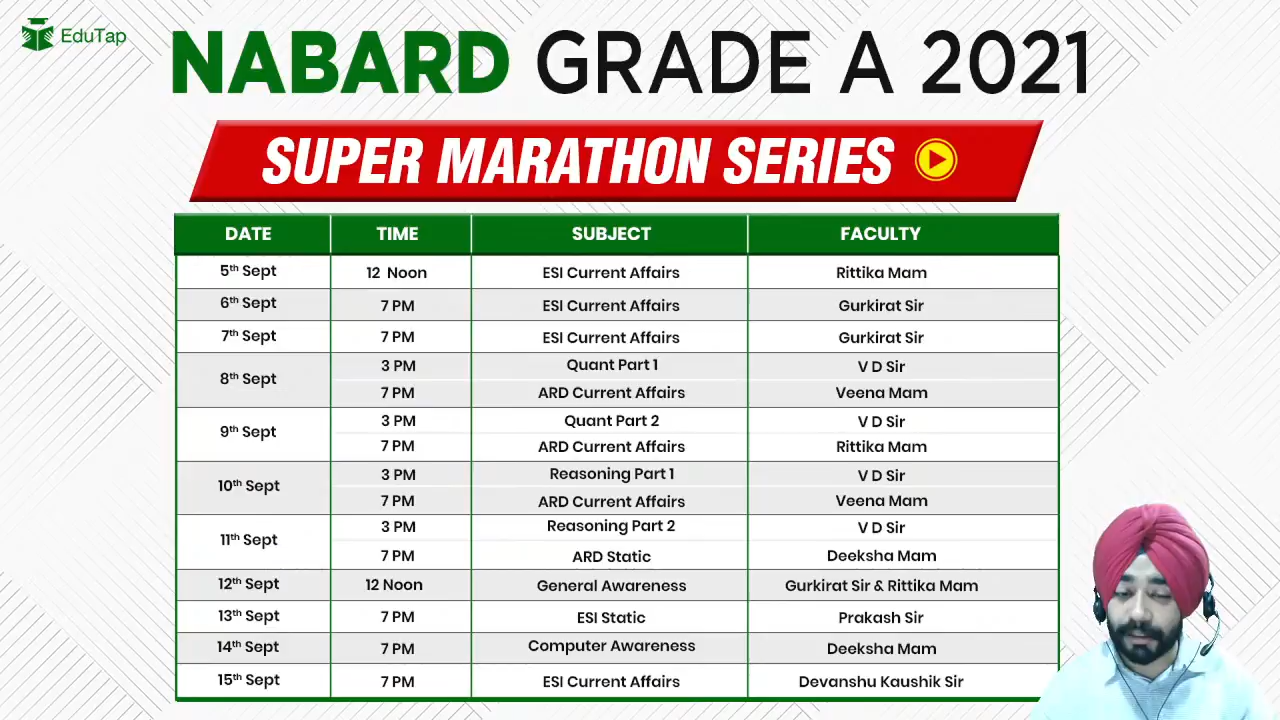 EduTap
NABARD GRADE A 2021
SUPER MARATHON SERIES
DATE TIME SUBJECT FACULTY
5th Sept 12 Noon ESI Current Affairs Rittika Mam
6th Sept 7 PM ESI Current Affairs Gurkirat Sir
7th Sept 7 PM ESI Current Affairs Gurkirat Sir
8th Sept 3 PM Quant Part 1 V D Sir
7 PM ARD Current Affairs Veena Mam
9th Sept 3 PM Quant Part 2 V D Sir
7 PM ARD Current Affairs Rittika Mam
10th Sept 3 PM Reasoning Part 1 V D Sir
7 PM ARD Current Affairs Veena Mam
11th Sept 3 PM Reasoning Part 2 V D Sir
7 PM ARD Static Deeksha Mam
12th Sept 12 Noon General Awareness Gurkirat Sir & Rittika Mam
13th Sept 7 PM ESI Static Prakash Sir
14th Sept 7 PM Computer Awareness Deeksha Mam
15th Sept 7 PM ESI Current Affairs Devanshu Kaushik Sir